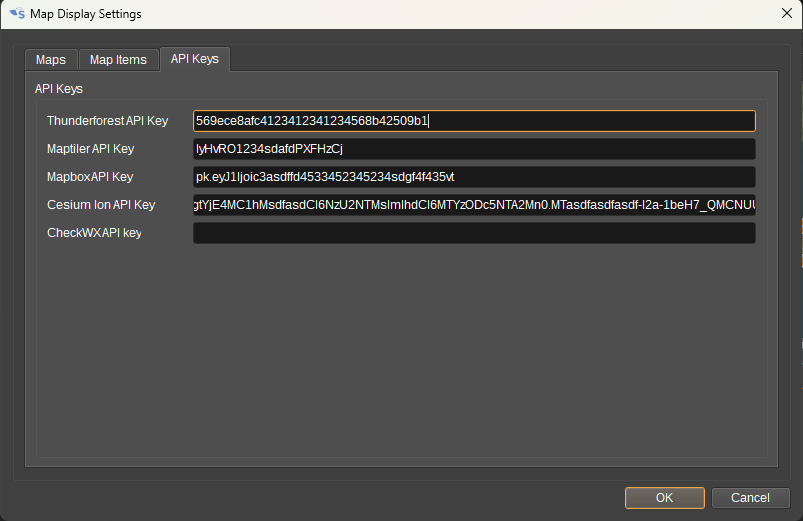 Map Display Settings
Maps Map Items API Keys
API Keys
Thunderforest API Key 569ece8afc4123412341234568b42509b1
Maptiler API Key lyHvRO1234sdafdPXFHzCj
Mapbox API Key pk.eyJ1Ijoic3asdffd4533452345234sdgf4f435vt
Cesium Ion API Key gtYjE4MC1hMsdfasdCI6NzU2NTMsImlhdCI6MTYzODc5NTA2Mn0.MTasdfasdfasdf-I2a-1beH7_QMCNUU
CheckWX API key
OK Cancel